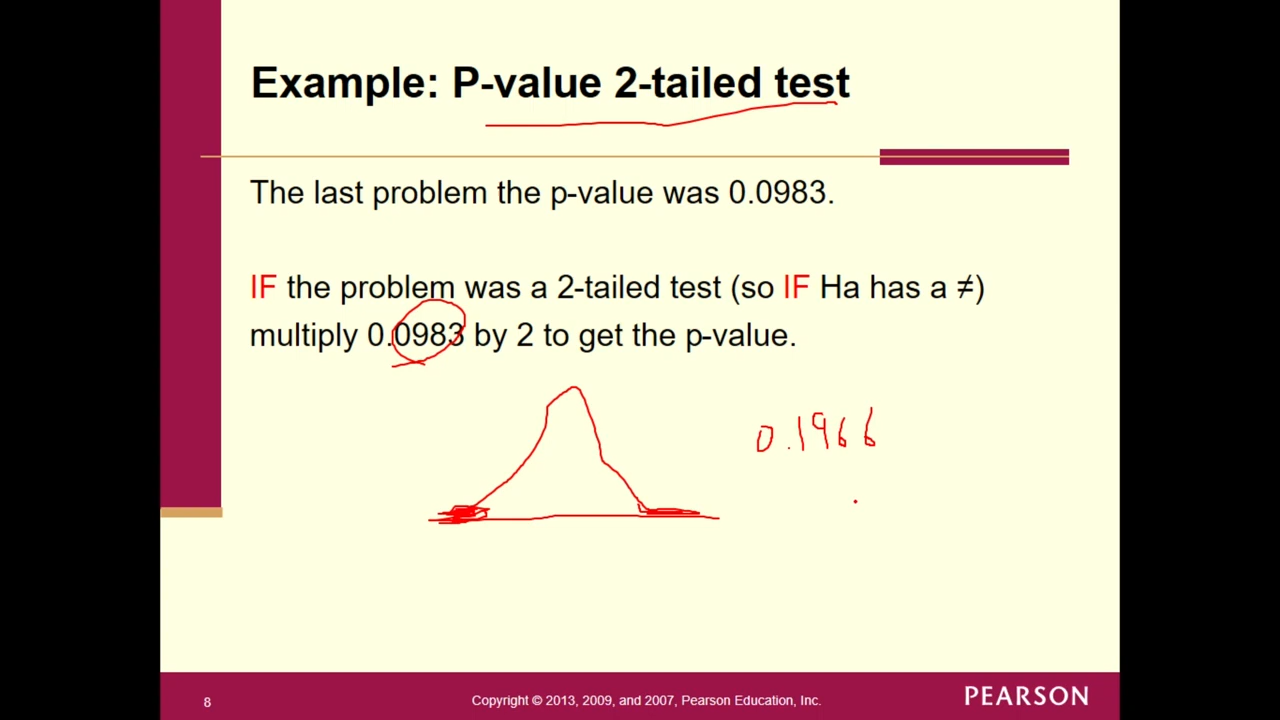 Example: P-value 2-tailed test
The last problem the p-value was 0.0983.
IF the problem was a 2-tailed test (so IF Ha has a ≠)
multiply 0.0983 by 2 to get the p-value.
0.1966
8
Copyright © 2013, 2009, and 2007, Pearson Education, Inc.
PEARSON